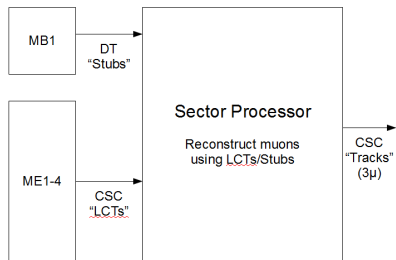 MB1
DT
“Stubs”
ME1-4
CSC
“LCTs”
Sector Processor
Reconstruct muons
using LCTs/Stubs
CSC
“Tracks”
(3μ)